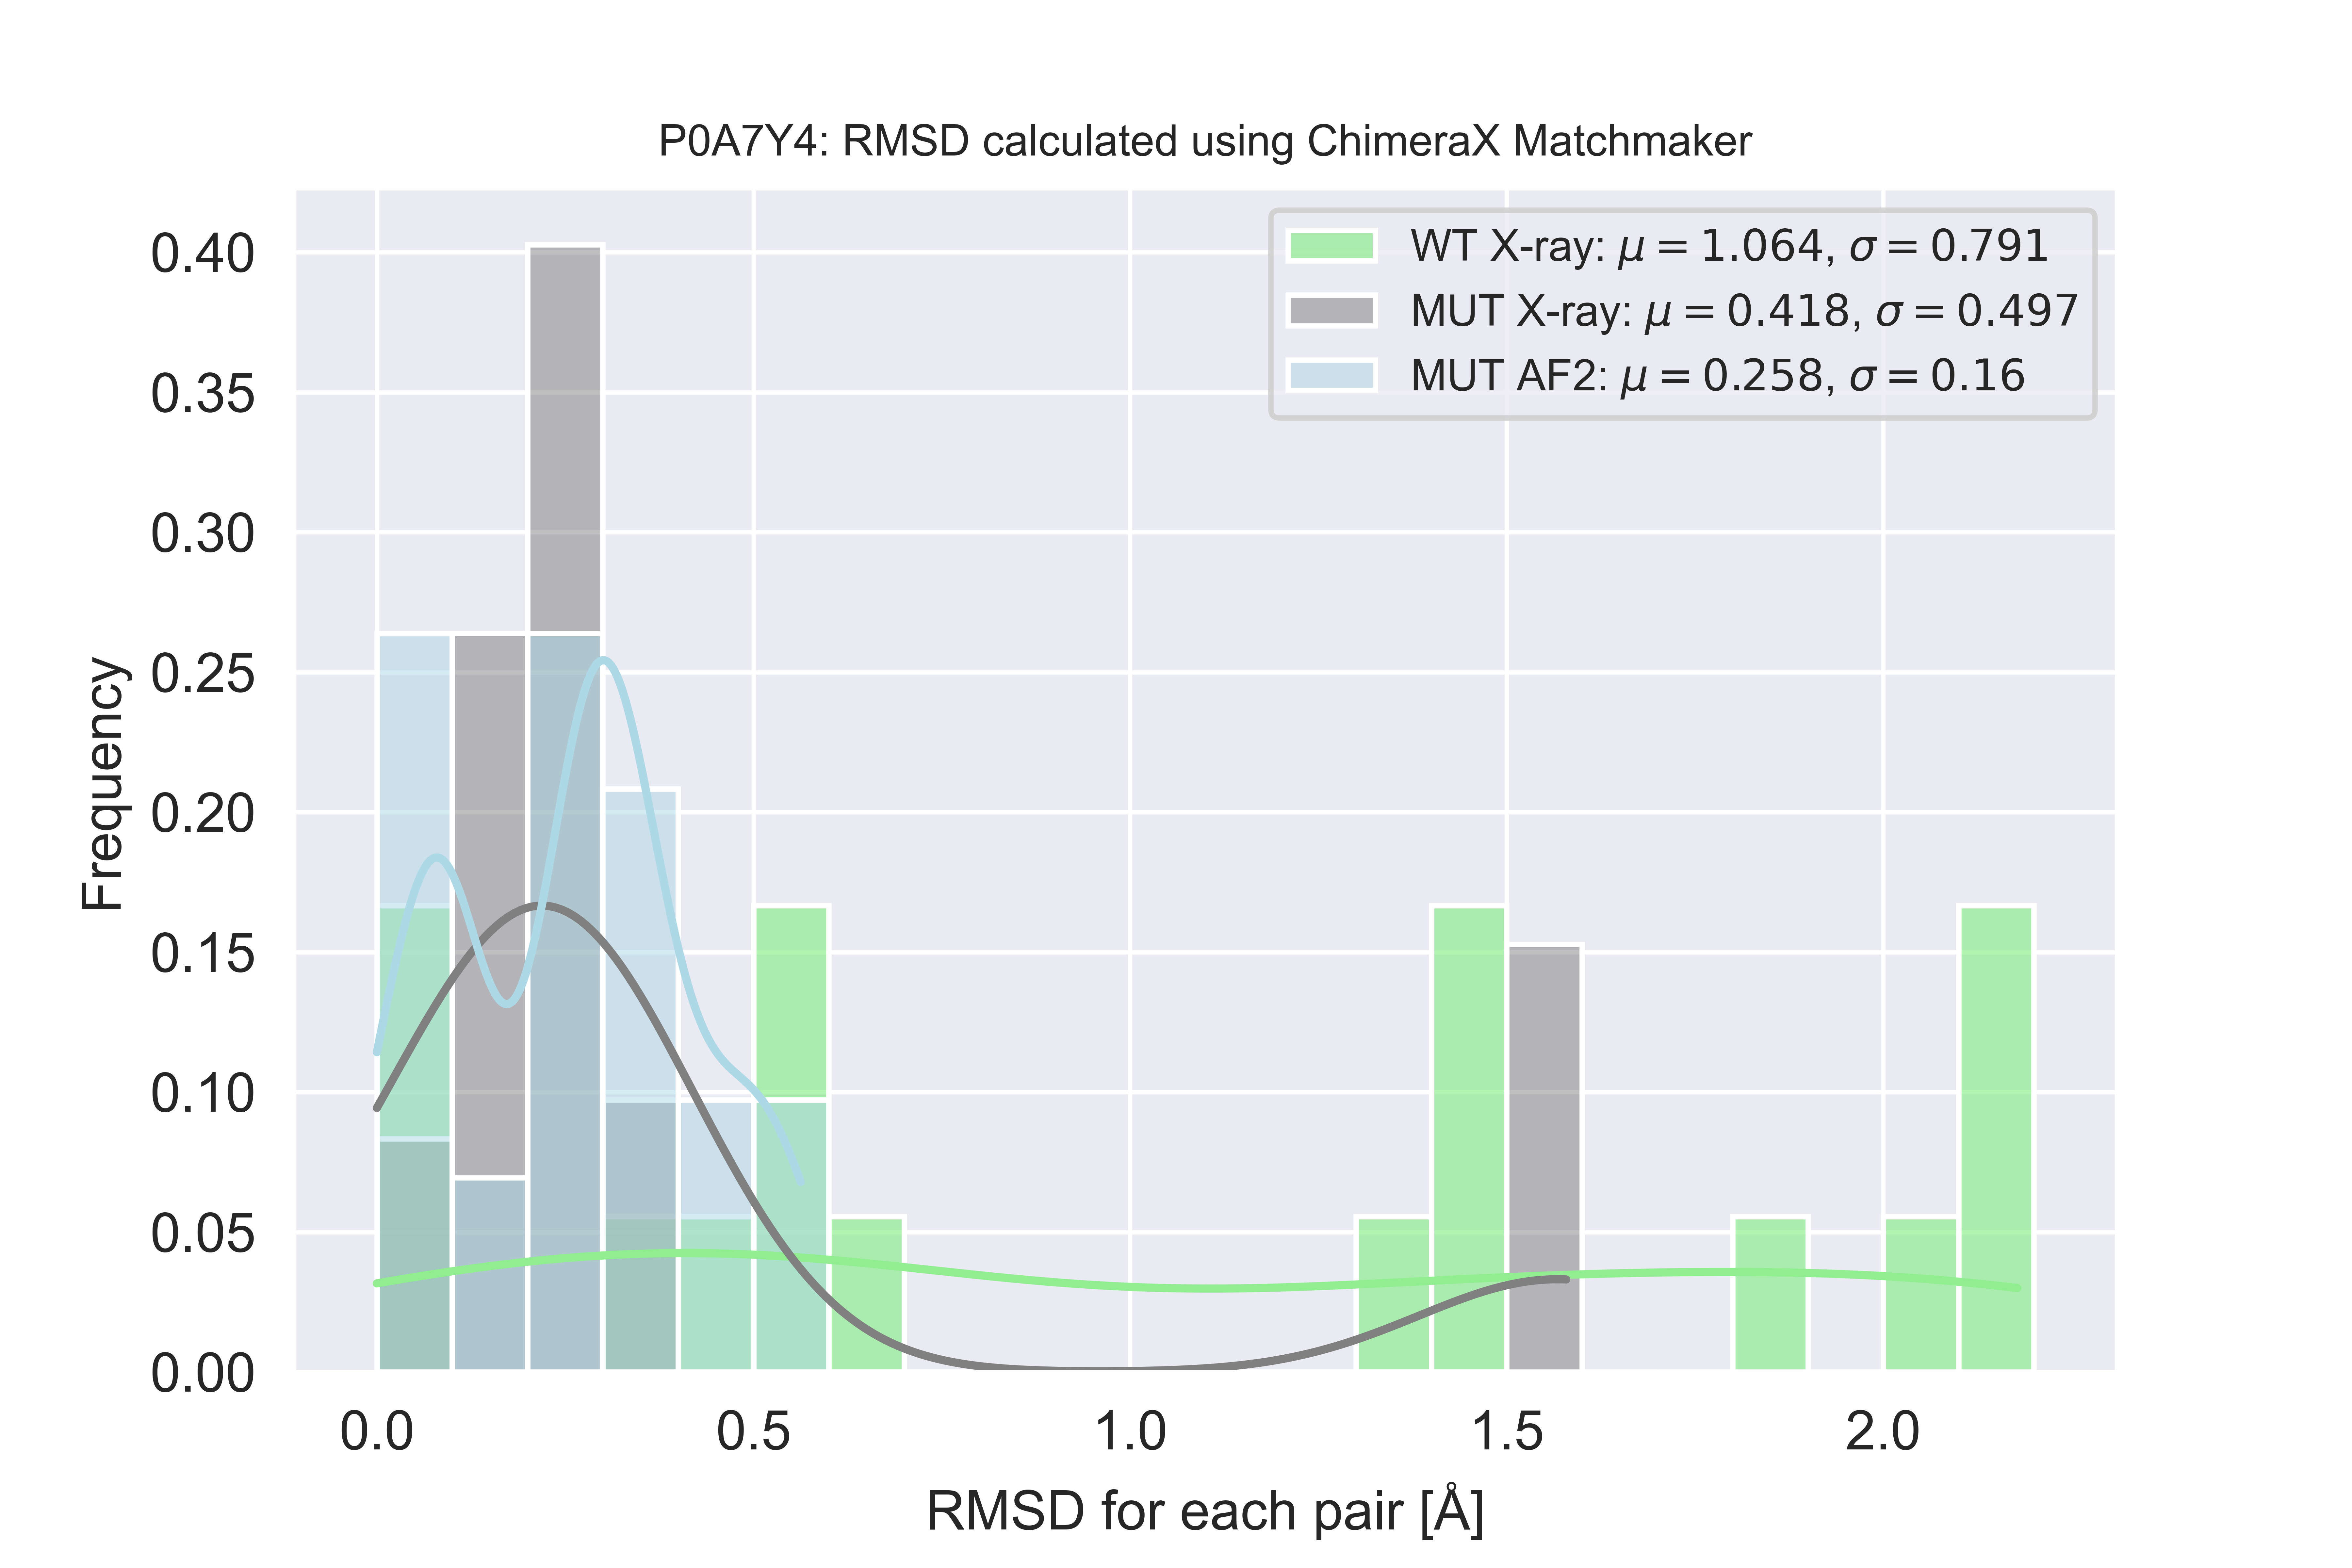 P0A7Y4: RMSD calculated using ChimeraX Matchmaker
WT X-ray: μ = 1.064, σ = 0.791
MUT X-ray: μ = 0.418, σ = 0.497
MUT AF2: μ = 0.258, σ = 0.16
Frequency
0.40
0.35
0.30
0.25
0.20
0.15
0.10
0.05
0.00
0.0 0.5 1.0 1.5 2.0
RMSD for each pair [Å]